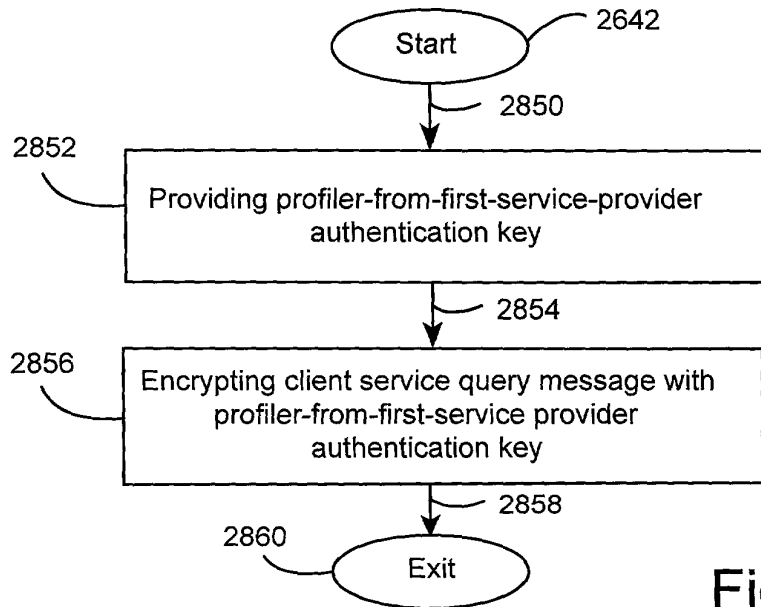 Start
2642
2850
2852
Providing profiler-from-first-service-provider
authentication key
2854
2856
Encrypting client service query message with
profiler-from-first-service provider
authentication key
2858
2860
Exit